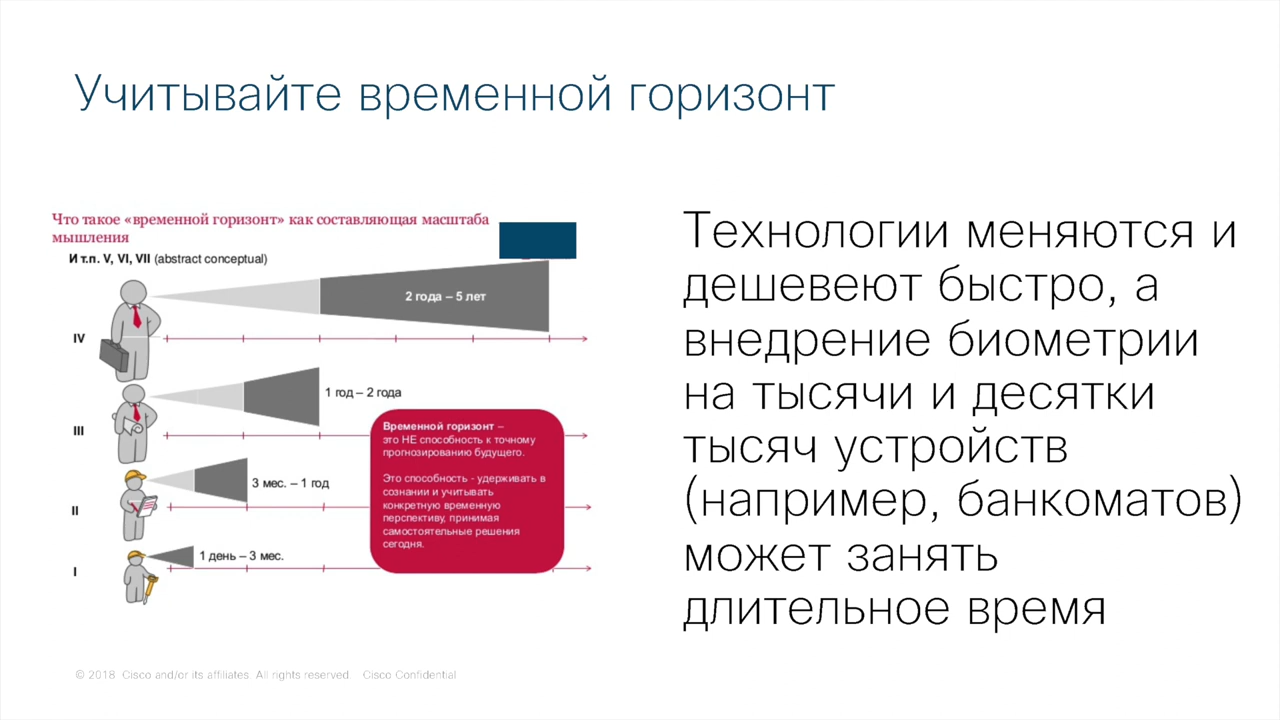 Учитывайте временной горизонт
Что такое «временной горизонт» как составляющая масштаба
мышления
И т.п. V, VI, VII (abstract conceptual)
2 года – 5 лет
IV
1 год – 2 года
III
3 мес. – 1 год
II
1 день – 3 мес.
I
Временной горизонт –
это НЕ способность к точному
прогнозированию будущего.
Это способность - удерживать в
сознании и учитывать
конкретную временную
перспективу, принимая
самостоятельные решения
сегодня.
Технологии меняются и
дешевеют быстро, а
внедрение биометрии
на тысячи и десятки
тысяч устройств
(например, банкоматов)
может занять
длительное время
© 2018 Cisco and/or its affiliates. All rights reserved. Cisco Confidential